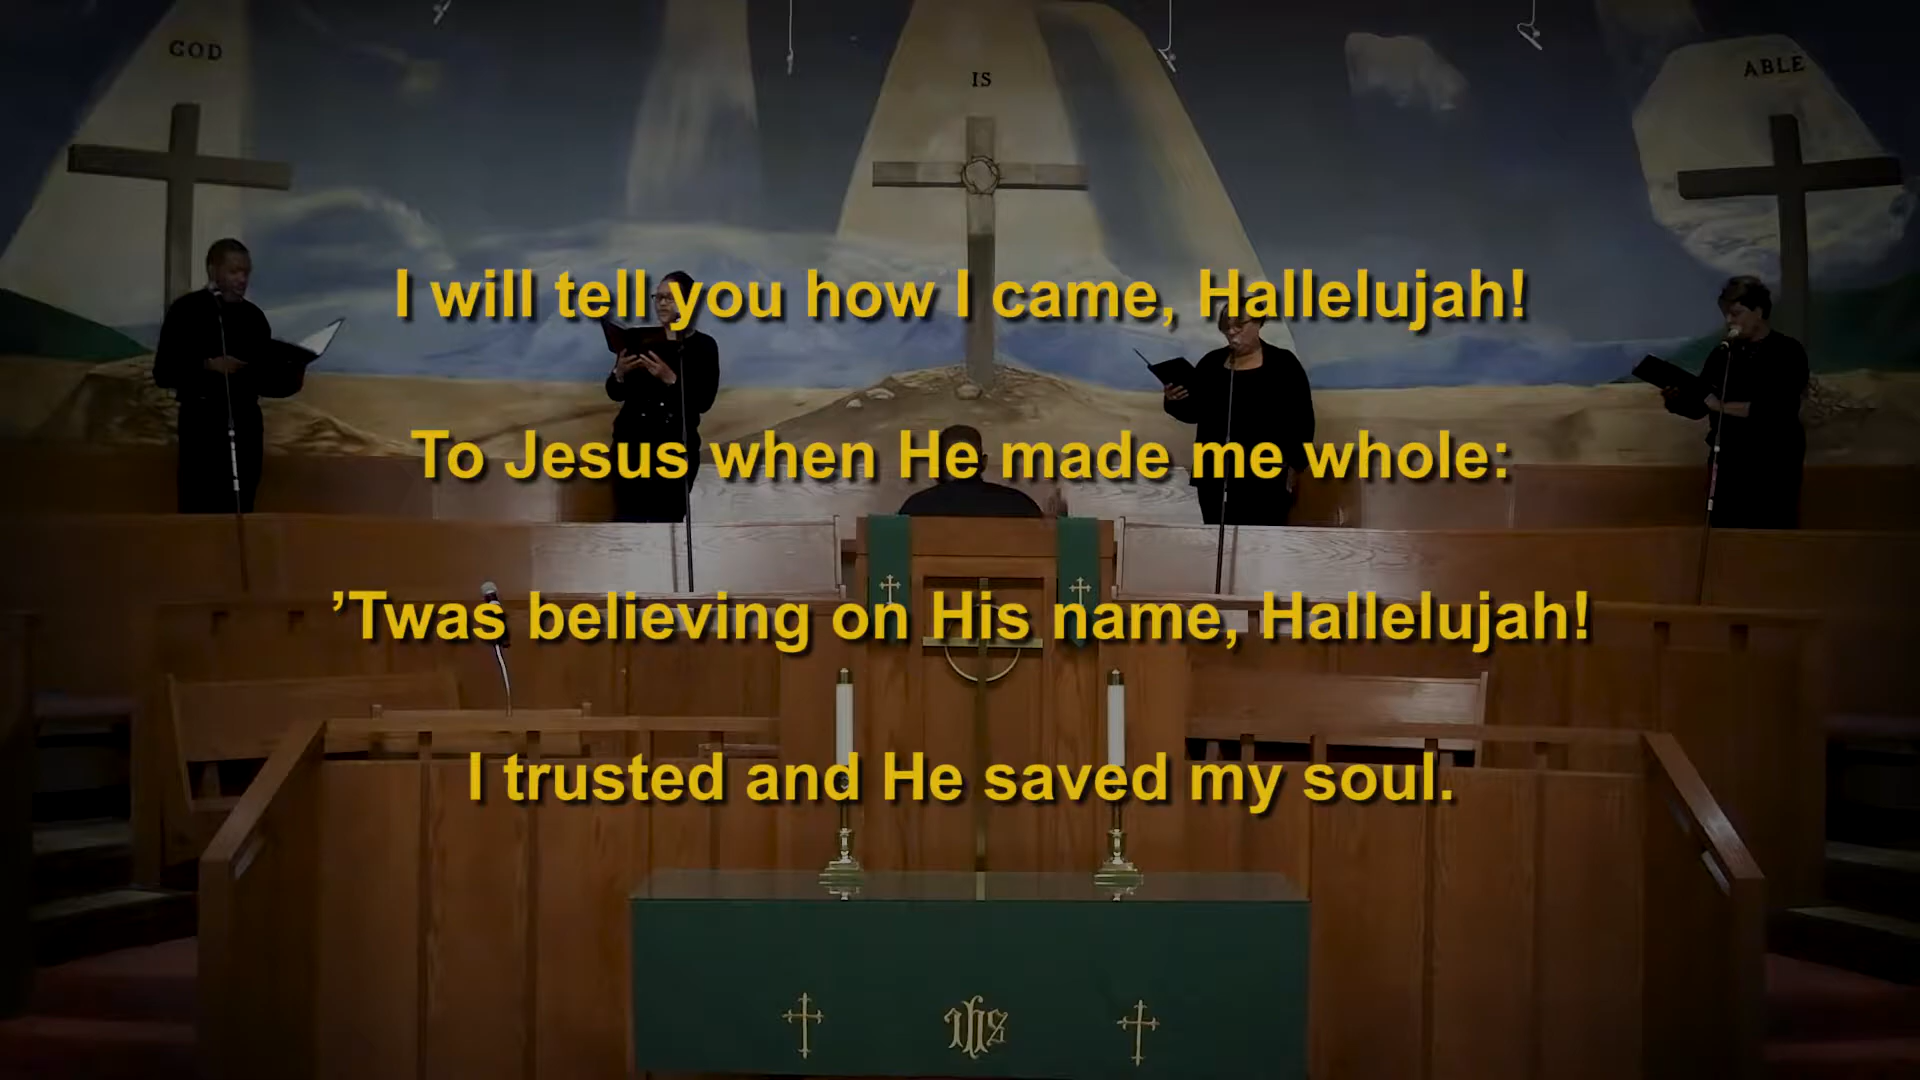 GOD
IS
ABLE
I will tell you how I came, Hallelujah!
To Jesus when He made me whole:
’Twas believing on His name, Hallelujah!
I trusted and He saved my soul.
IHS